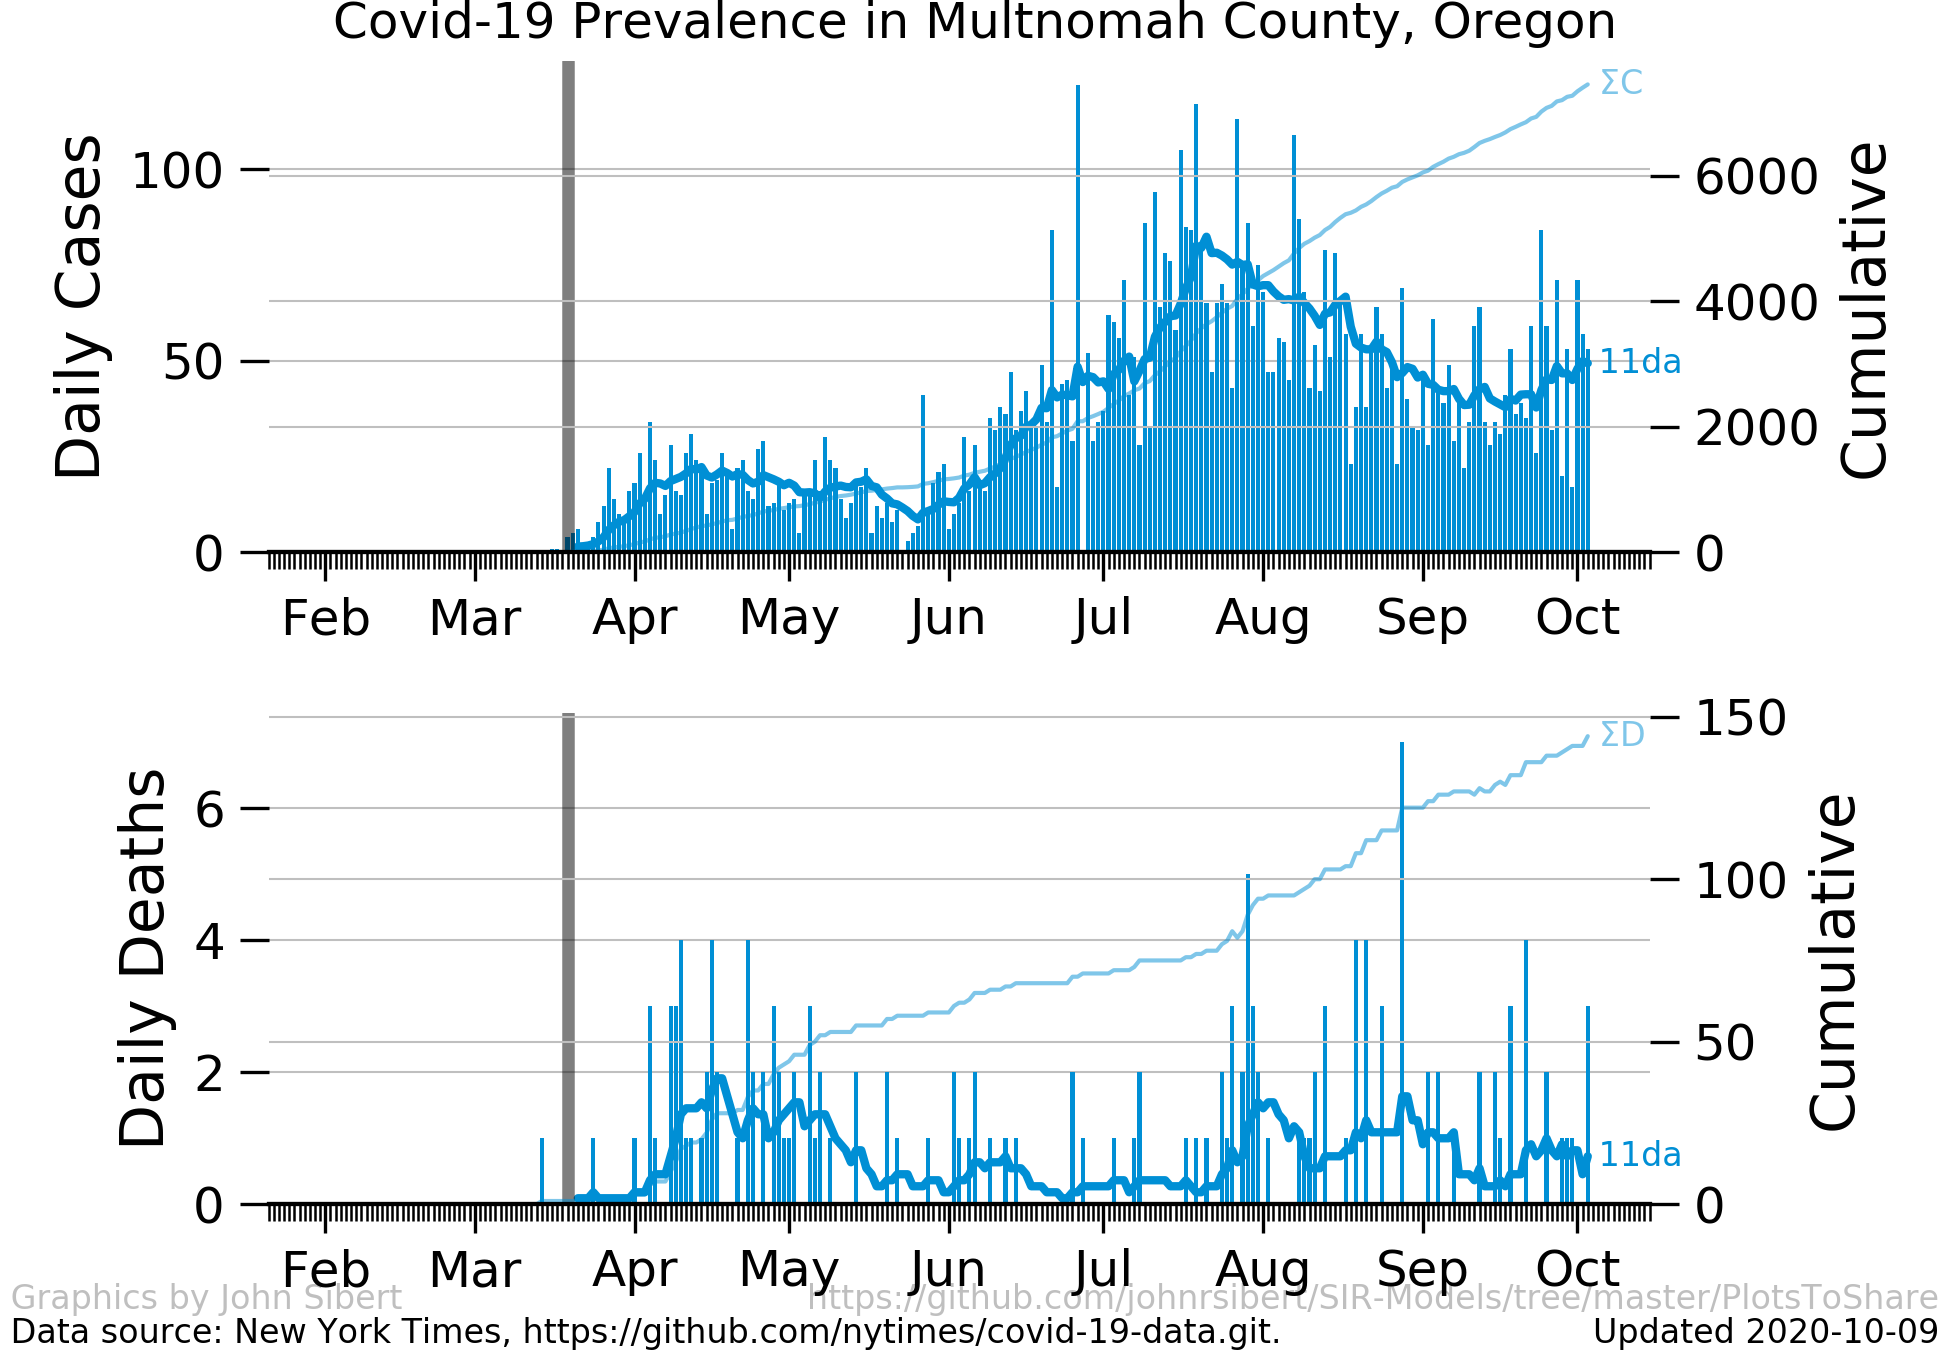 Covid-19 Prevalence in Multnomah County, Oregon
Daily Cases
100
50
0
ΣC
11da
6000
4000
2000
0
Cumulative
Feb Mar Apr May Jun Jul Aug Sep Oct
Daily Deaths
6
4
2
0
ΣD
11da
150
100
50
0
Cumulative
Feb Mar Apr May Jun Jul Aug Sep Oct
Graphics by John Sibert https://github.com/johnrsibert/SIR-Models/tree/master/PlotsToShare
Data source: New York Times, https://github.com/nytimes/covid-19-data.git. Updated 2020-10-09